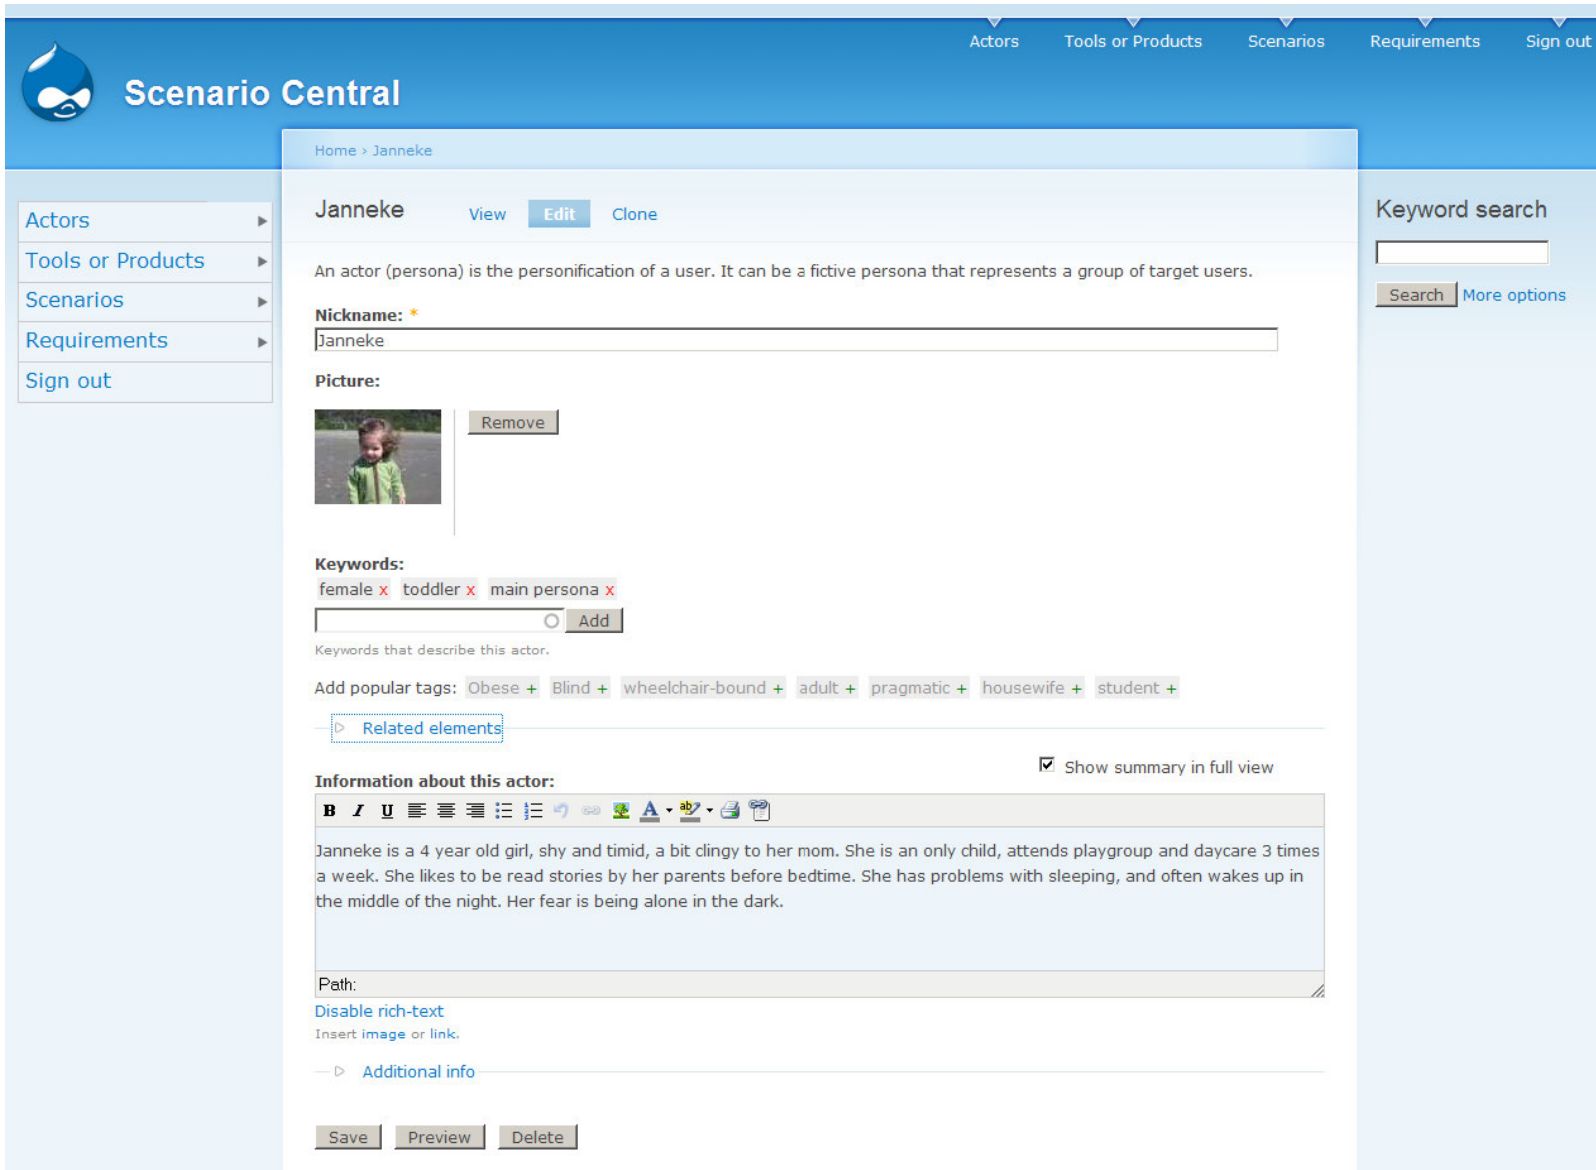 Actors Tools or Products Scenarios Requirements Sign out
Scenario Central
Home › Janneke
Actors
Tools or Products
Scenarios
Requirements
Sign out
Janneke View Edit Clone
An actor (persona) is the personification of a user. It can be a fictive persona that represents a group of target users.
Nickname: *
Janneke
Picture:
Remove
Keywords:
female x toddler x main persona x
Add
Keywords that describe this actor.
Add popular tags: Obese + Blind + wheelchair-bound + adult + pragmatic + housewife + student +
Related elements
Show summary in full view
Information about this actor:
B I U A ab
Janneke is a 4 year old girl, shy and timid, a bit clingy to her mom. She is an only child, attends playgroup and daycare 3 times
a week. She likes to be read stories by her parents before bedtime. She has problems with sleeping, and often wakes up in
the middle of the night. Her fear is being alone in the dark.
Path:
Disable rich-text
Insert image or link.
Additional info
Save Preview Delete
Keyword search
Search More options